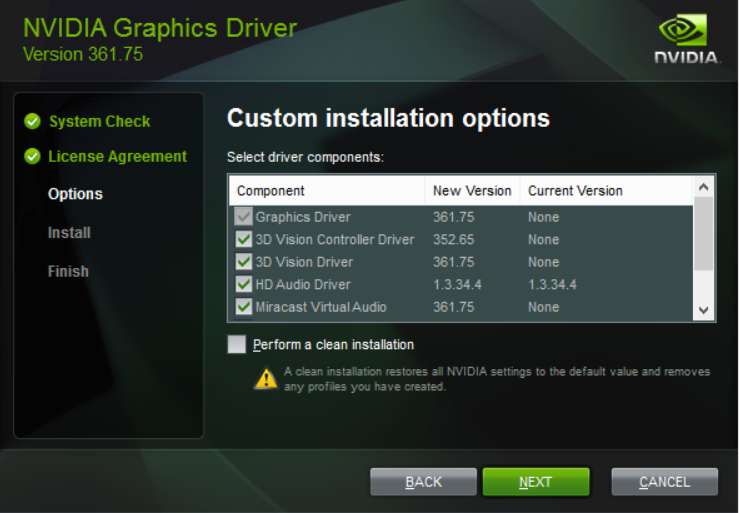 NVIDIA Graphics Driver
Version 361.75
NVIDIA.
System Check
License Agreement
Options
Install
Finish
Custom installation options
Select driver components:
Component New Version Current Version
Graphics Driver 361.75 None
3D Vision Controller Driver 352.65 None
3D Vision Driver 361.75 None
HD Audio Driver 1.3.34.4 1.3.34.4
Miracast Virtual Audio 361.75 None
Perform a clean installation
A clean installation restores all NVIDIA settings to the default value and removes
any profiles you have created.
BACK NEXT CANCEL